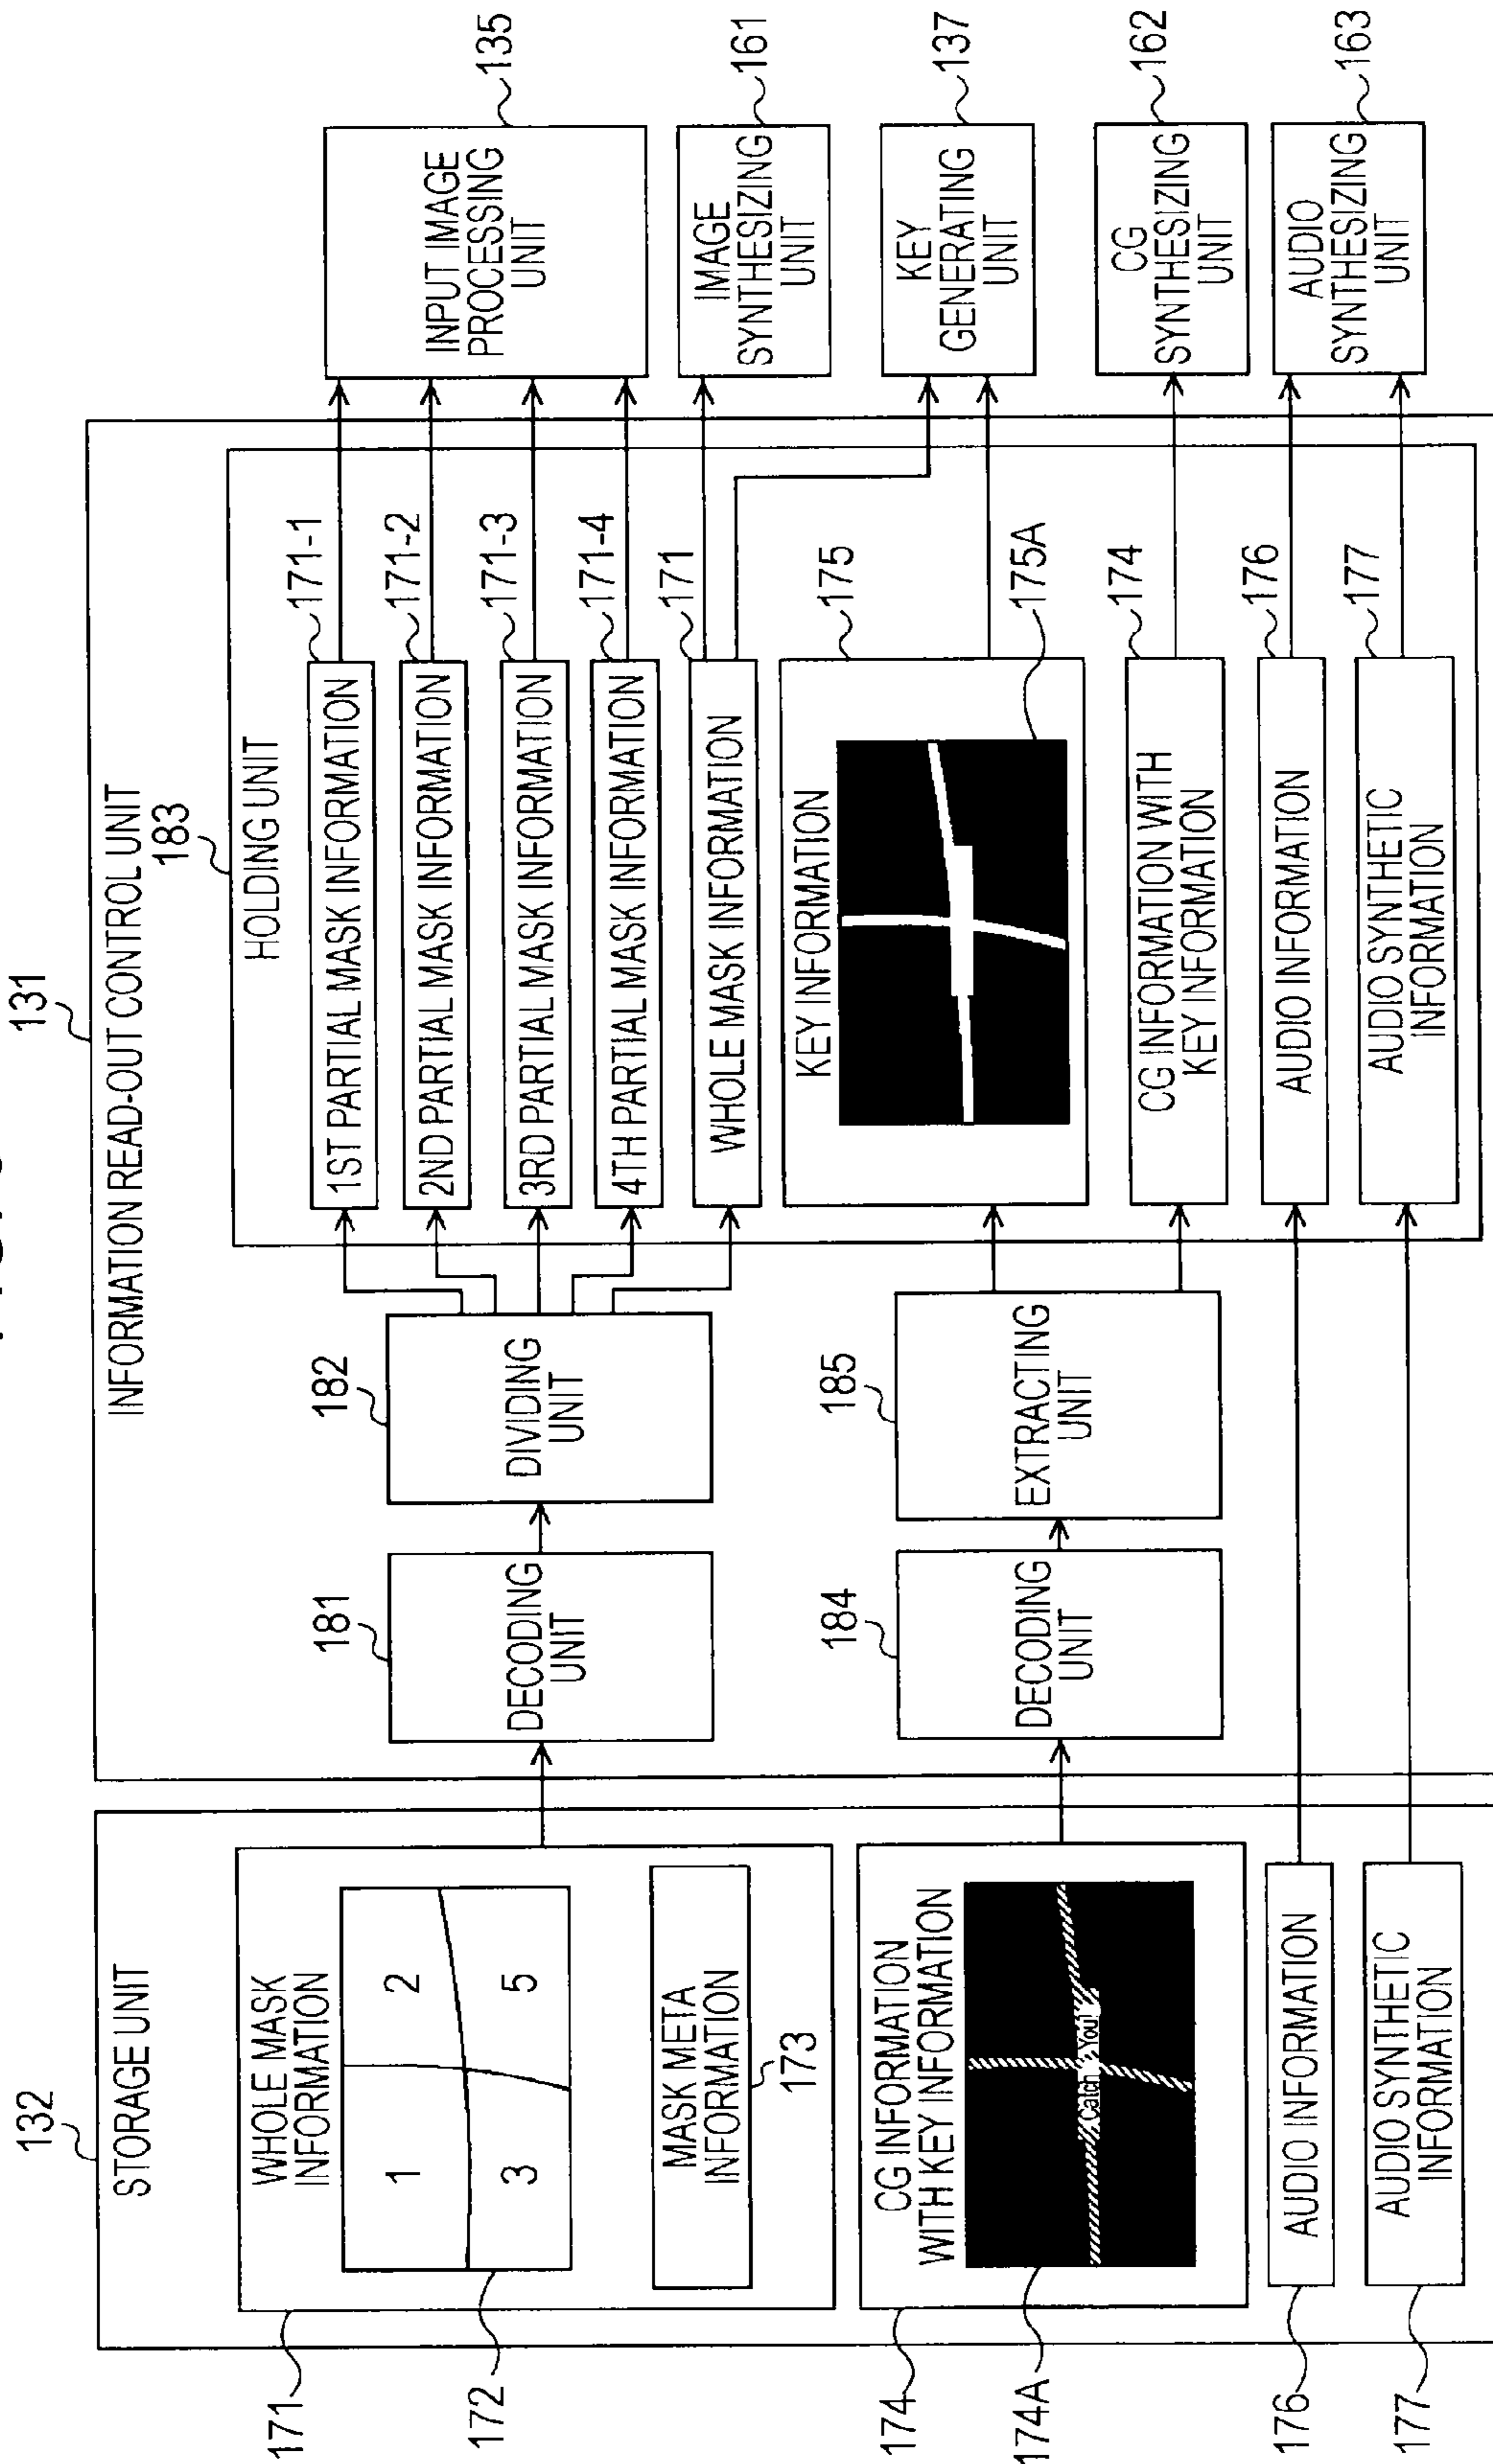 131
132
STORAGE UNIT
WHOLE MASK
INFORMATION
1
2
3
5
MASK META
INFORMATION
173
171
172
CG INFORMATION
WITH KEY INFORMATION
Catch
You!
174
174A
AUDIO INFORMATION
176
AUDIO SYNTHETIC
INFORMATION
177
INFORMATION READ-OUT CONTROL UNIT
181
DECODING
UNIT
182
DIVIDING
UNIT
184
DECODING
UNIT
185
EXTRACTING
UNIT
183
HOLDING UNIT
1ST PARTIAL MASK INFORMATION
171-1
2ND PARTIAL MASK INFORMATION
171-2
3RD PARTIAL MASK INFORMATION
171-3
4TH PARTIAL MASK INFORMATION
171-4
WHOLE MASK INFORMATION
171
KEY INFORMATION
175
175A
CG INFORMATION WITH
KEY INFORMATION
174
AUDIO INFORMATION
176
AUDIO SYNTHETIC
INFORMATION
177
INPUT IMAGE
PROCESSING
UNIT
135
IMAGE
SYNTHESIZING
UNIT
161
KEY
GENERATING
UNIT
137
CG
SYNTHESIZING
UNIT
162
AUDIO
SYNTHESIZING
UNIT
163